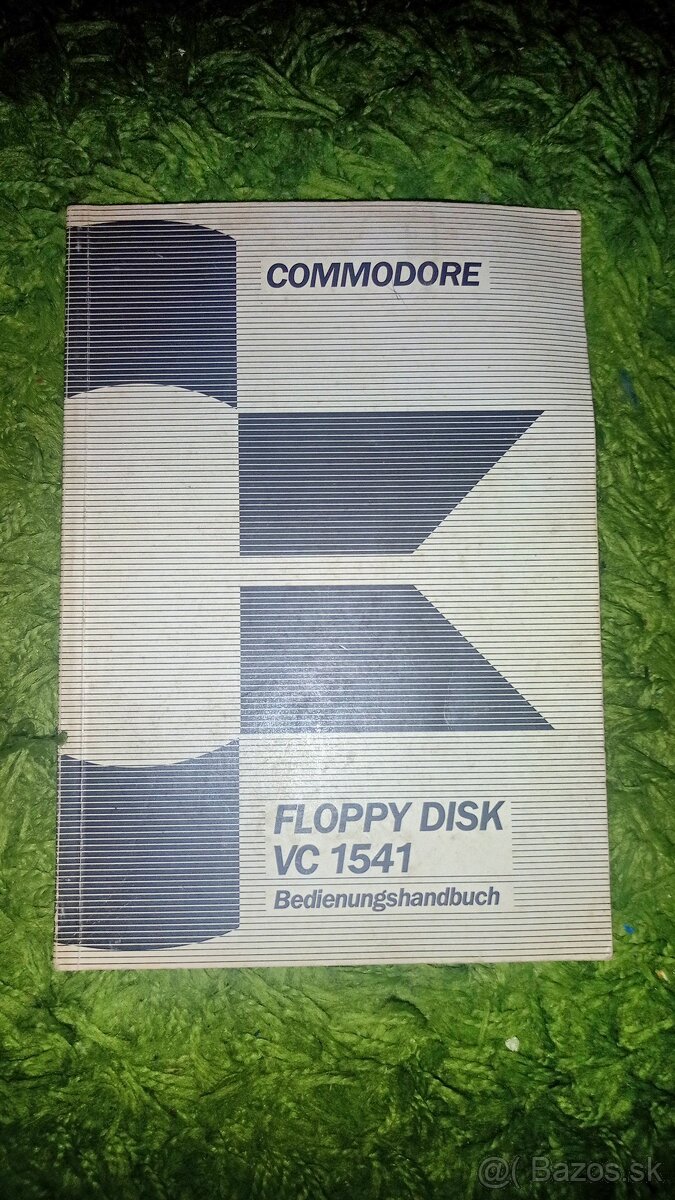 COMMODORE
FLOPPY DISK
VC 1541
Bedienungshandbuch
@( Bazos.sk